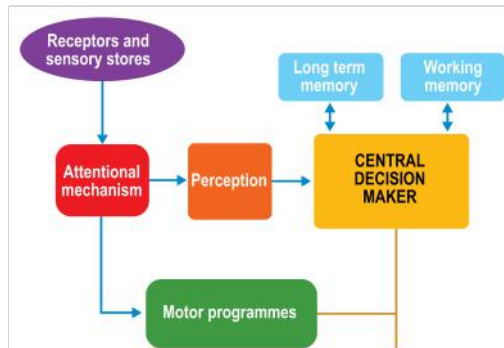 Receptors and
sensory stores
Long term
memory
Working
memory
Attentional
mechanism
Perception
CENTRAL
DECISION
MAKER
Motor programmes